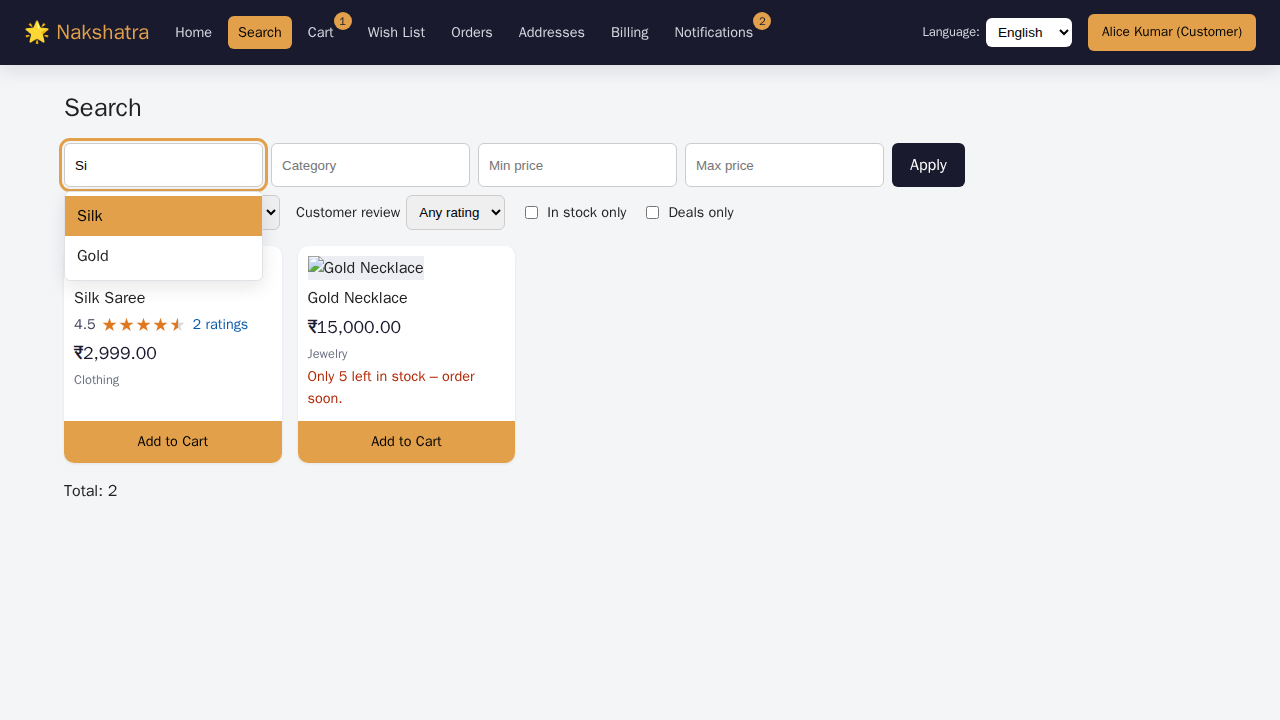 🌟 Nakshatra
Home
Search
Cart 1
Wish List
Orders
Addresses
Billing
Notifications 2
Language: English
Alice Kumar (Customer)
Search
Si
Category
Min price
Max price
Apply
Silk
Gold
Customer review Any rating
In stock only
Deals only
Silk Saree
4.5 ★★★★★ 2 ratings
₹2,999.00
Clothing
Add to Cart
Gold Necklace
Gold Necklace
₹15,000.00
Jewelry
Only 5 left in stock – order
soon.
Add to Cart
Total: 2